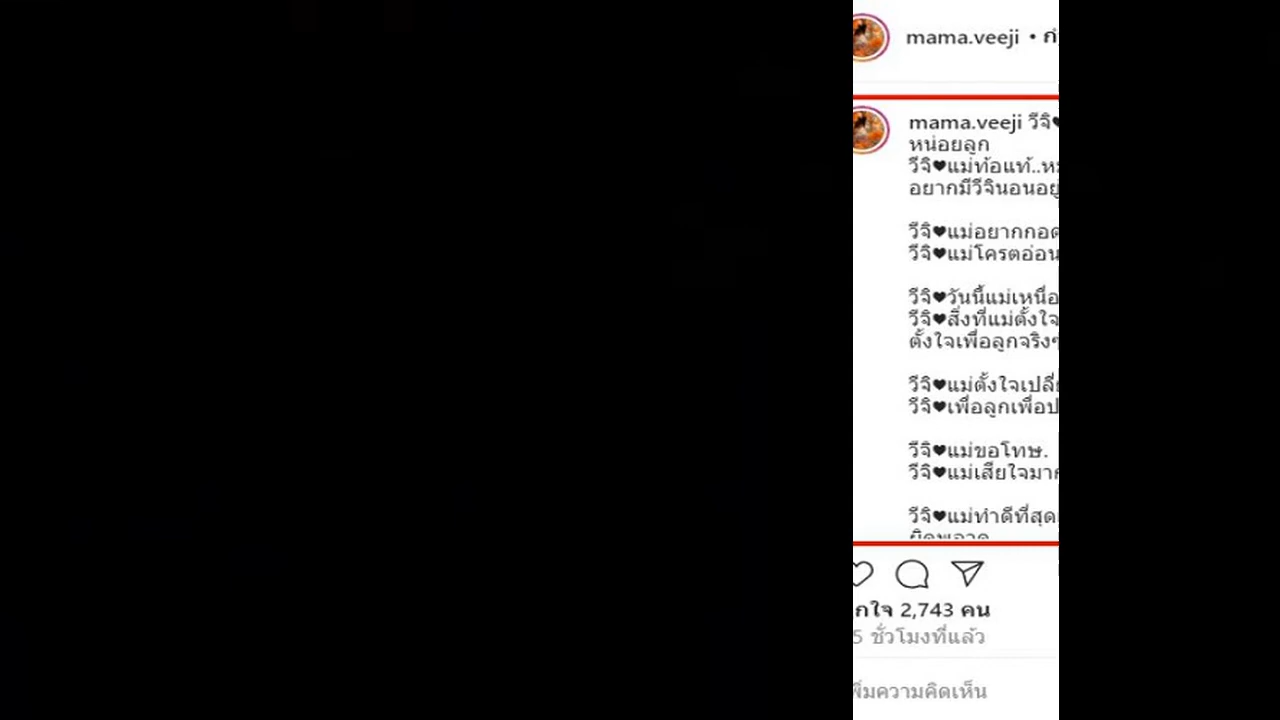 mama.veeji •
mama.veeji วีจิ
หน่อยลูก
วีจิ♥แม่ท้อแท้..
อยากมีวีจินอนอยู่
วีจิ♥แม่อยากกอด
วีจิ♥แม่โครตอ่อน
วีจิ♥วันนี้แม่เหนื่อ
วีจิ♥สิ่งที่แม่ตั้งใจ
ตั้งใจเพื่อลูกจริงๆ
วีจิ♥แม่ตั้งใจเปลี่
วีจิ♥เพื่อลูกเพื่อป
วีจิ♥แม่ขอโทษ.
วีจิ♥แม่เสียใจมาก
วีจิ♥แม่ทำดีที่สุด
กใจ 2,743 คน
5 ชั่วโมงที่แล้ว
พิ่มความคิดเห็น